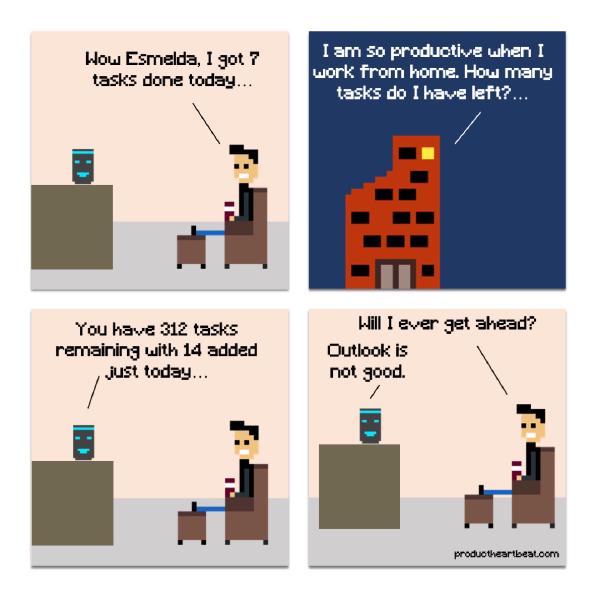 Wow Esmelda, I got 7
tasks done today...
I am so productive when I
work from home. How many
tasks do I have left?...
You have 312 tasks
remaining with 14 added
just today...
Will I ever get ahead?
Outlook is
not good.
productheartbeat.com